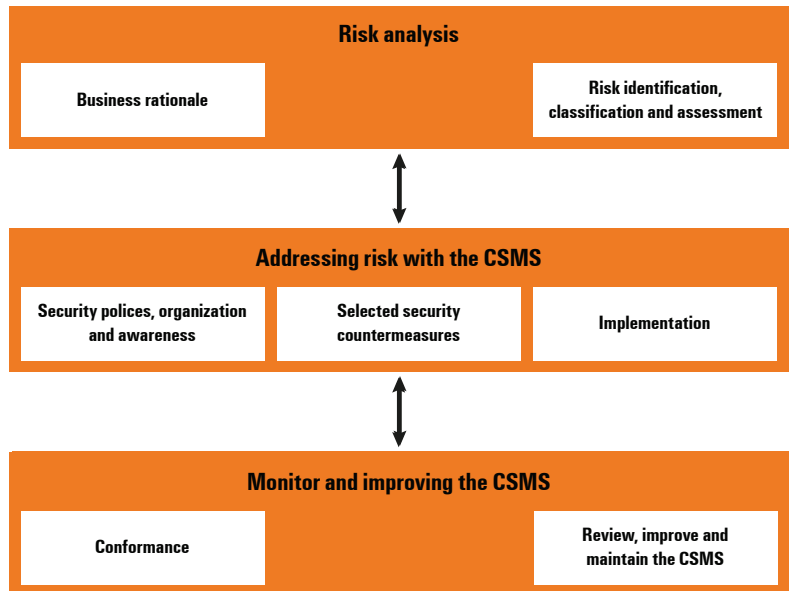 Risk analysis
Business rationale
Risk identification,
classification and assessment
Addressing risk with the CSMS
Security polices, organization
and awareness
Selected security
countermeasures
Implementation
Monitor and improving the CSMS
Conformance
Review, improve and
maintain the CSMS